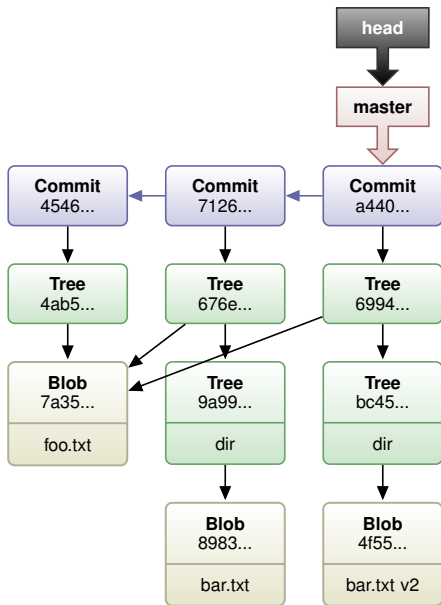 head
master
Commit
4546...
Commit
7126...
Commit
a440...
Tree
4ab5...
Tree
676e...
Tree
6994...
Blob
7a35...
foo.txt
Tree
9a99...
dir
Tree
bc45...
dir
Blob
8983...
bar.txt
Blob
4f55...
bar.txt v2